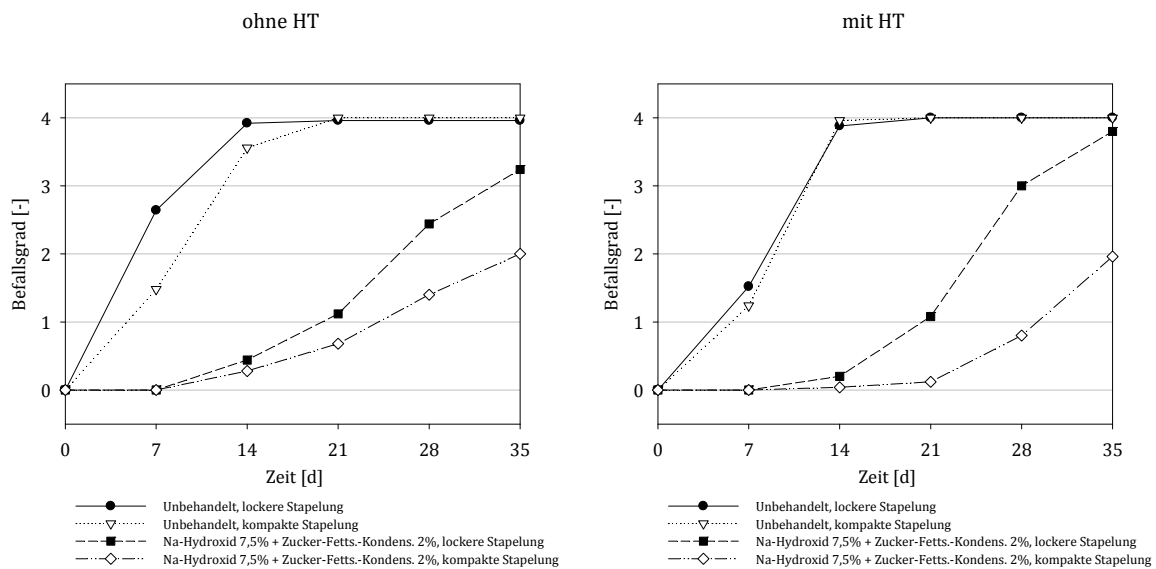 ohne HT
4
3
2
1
0
Befallsgrad [-]
0 7 14 21 28 35
Zeit [d]
Unbehandelt, lockere Stapelung
Unbehandelt, kompakte Stapelung
Na-Hydroxid 7,5% + Zucker-Fetts.-Kondens. 2%, lockere Stapelung
Na-Hydroxid 7,5% + Zucker-Fetts.-Kondens. 2%, kompakte Stapelung
mit HT
4
3
2
1
0
Befallsgrad [-]
0 7 14 21 28 35
Zeit [d]
Unbehandelt, lockere Stapelung
Unbehandelt, kompakte Stapelung
Na-Hydroxid 7,5% + Zucker-Fetts.-Kondens. 2%, lockere Stapelung
Na-Hydroxid 7,5% + Zucker-Fetts.-Kondens. 2%, kompakte Stapelung